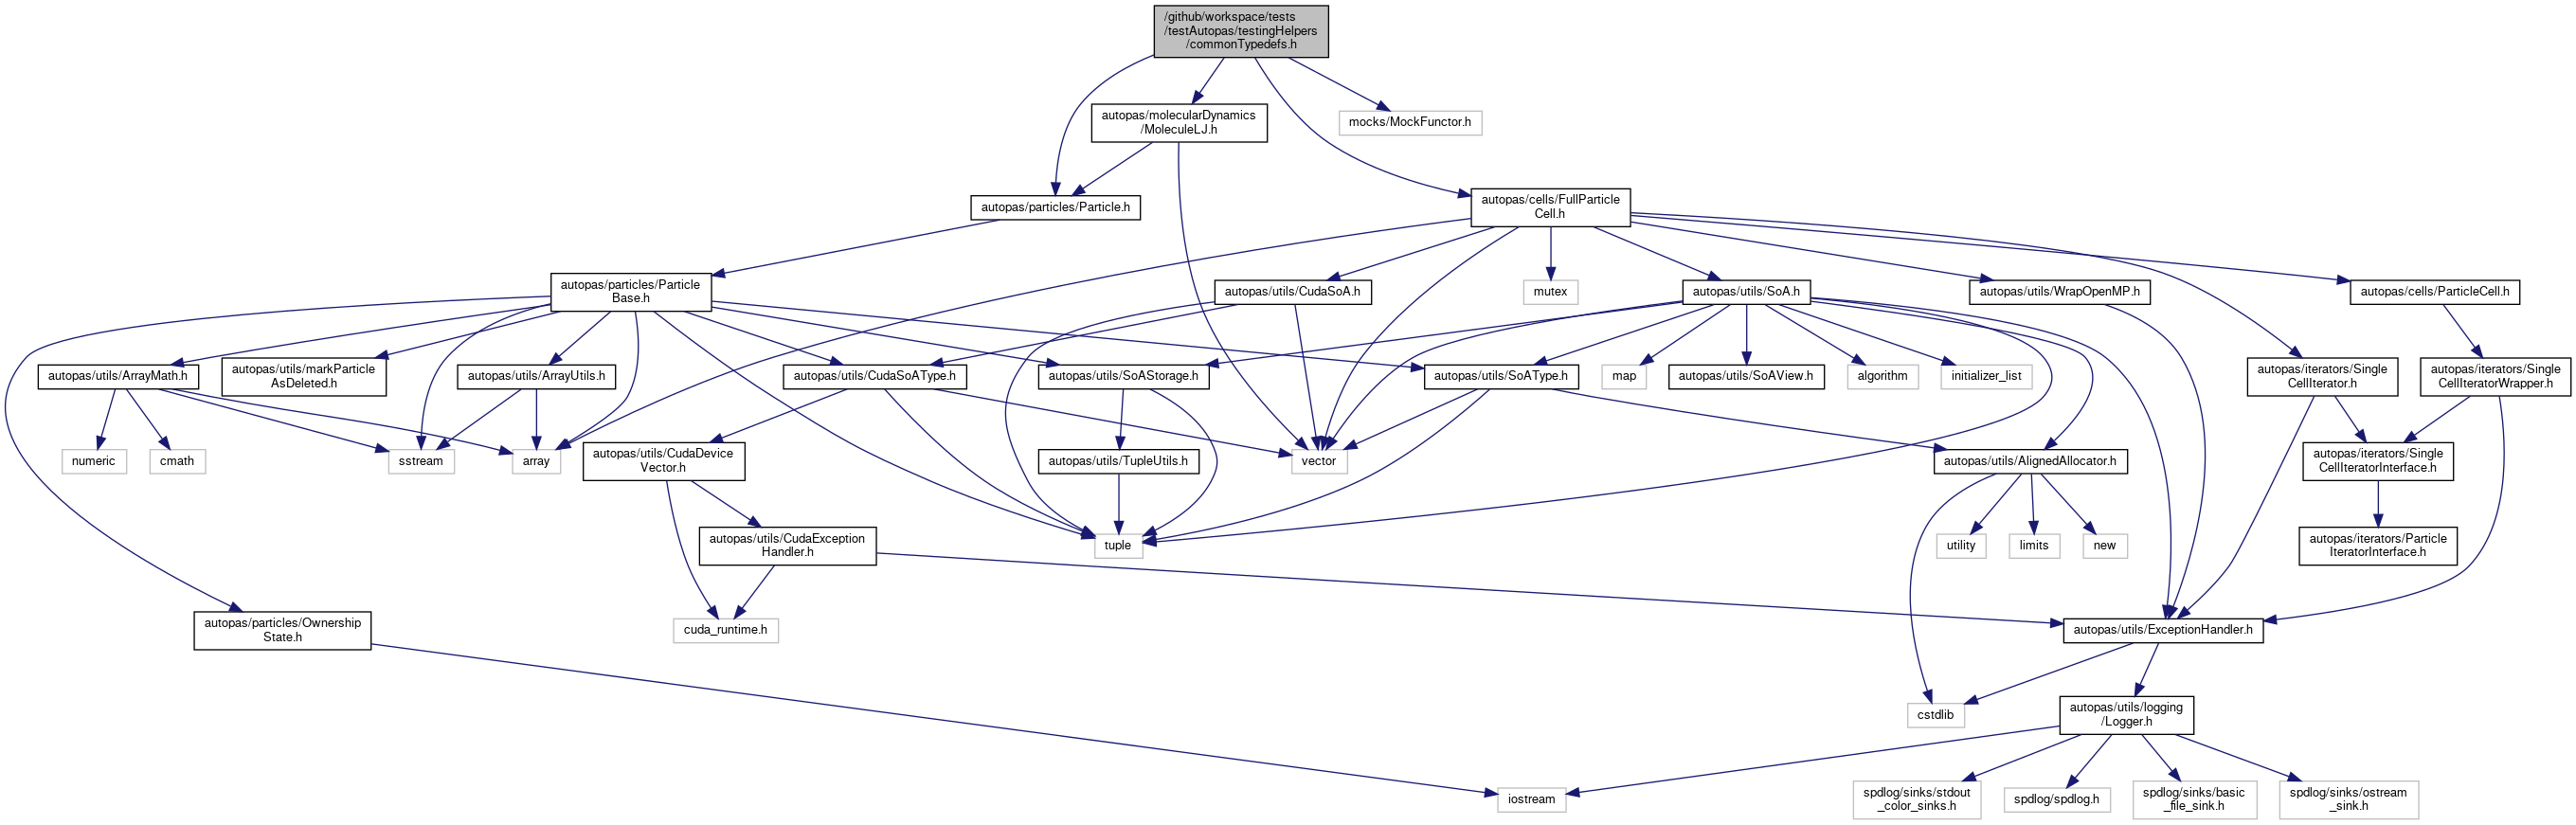 /github/workspace/tests
/testAutopas/testingHelpers
/commonTypedefs.h
autopas/molecularDynamics
/MoleculeLJ.h
mocks/MockFunctor.h
autopas/particles/Particle.h
autopas/cells/FullParticle
Cell.h
autopas/particles/Particle
Base.h
autopas/utils/CudaSoA.h
mutex
autopas/utils/SoA.h
autopas/utils/WrapOpenMP.h
autopas/cells/ParticleCell.h
autopas/utils/ArrayMath.h
autopas/utils/markParticle
AsDeleted.h
autopas/utils/ArrayUtils.h
autopas/utils/CudaSoAType.h
autopas/utils/SoAStorage.h
autopas/utils/SoAType.h
map
autopas/utils/SoAView.h
algorithm
initializer_list
autopas/iterators/Single
CellIterator.h
autopas/iterators/Single
CellIteratorWrapper.h
numeric
cmath
sstream
array
autopas/utils/CudaDevice
Vector.h
autopas/utils/TupleUtils.h
vector
autopas/utils/AlignedAllocator.h
autopas/iterators/Single
CellIteratorInterface.h
autopas/utils/CudaException
Handler.h
tuple
utility
limits
new
autopas/iterators/Particle
IteratorInterface.h
autopas/particles/Ownership
State.h
cuda_runtime.h
autopas/utils/ExceptionHandler.h
cstdlib
autopas/utils/logging
/Logger.h
iostream
spdlog/sinks/stdout
_color_sinks.h
spdlog/spdlog.h
spdlog/sinks/basic
_file_sink.h
spdlog/sinks/ostream
_sink.h